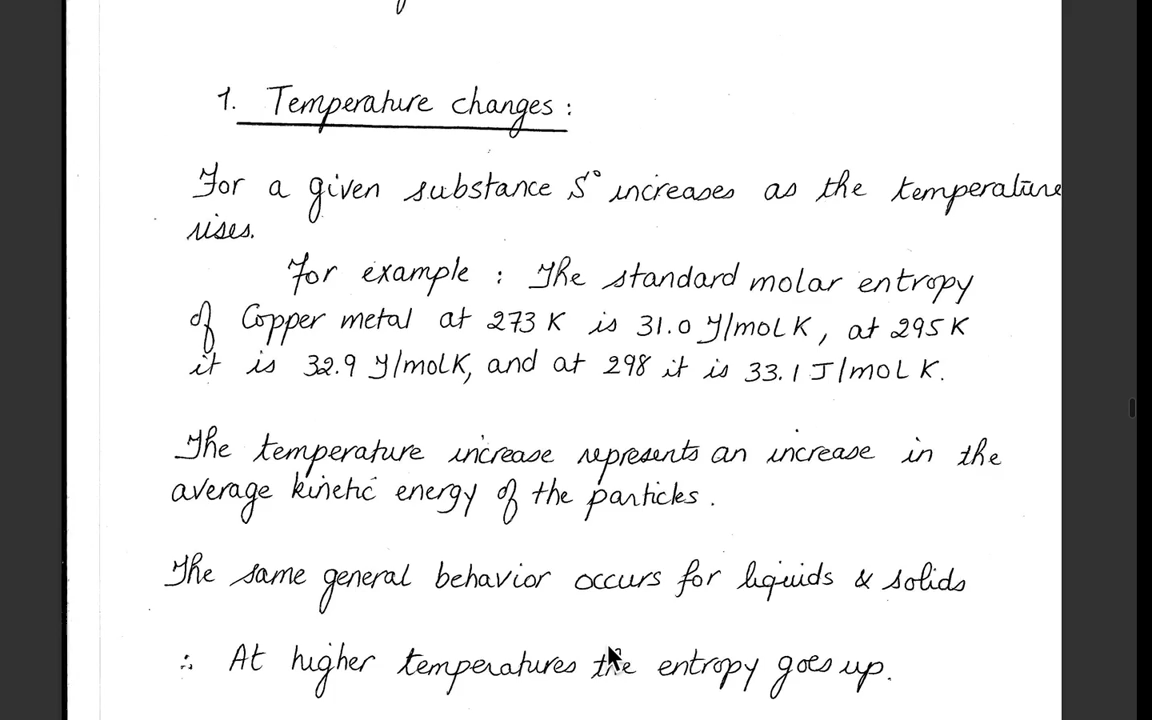 1. Temperature changes:
For a given substance S° increases as the temperature
rises.
For example : The standard molar entropy
of Copper metal at 273 K is 31.0 J/mol K, at 295 K
it is 32.9 J/mol K, and at 298 it is 33.1 J/mol K.
The temperature increase represents an increase in the
average kinetic energy of the particles.
The same general behavior occurs for liquids & solids
∴ At higher temperatures the entropy goes up.